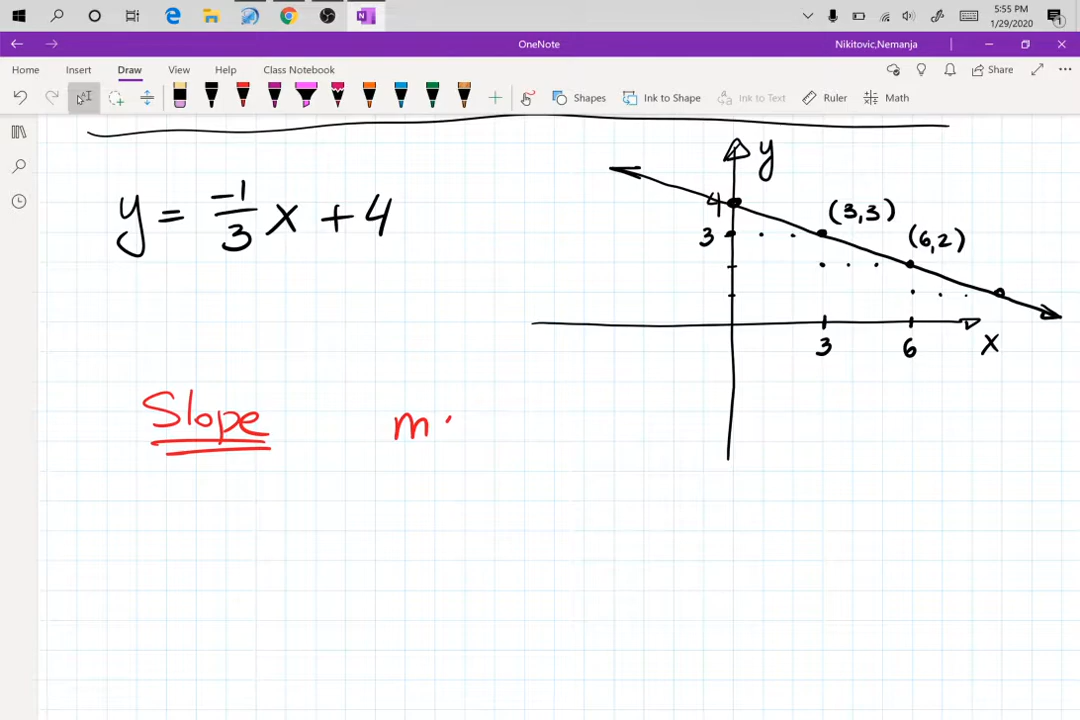 5:55 PM
1/29/2020
OneNote
Nikitovic,Nemanja
Home Insert Draw View Help Class Notebook
Share
Shapes Ink to Shape Ink to Text Ruler Math
y = -1/3 x + 4
y
4
3
(3,3)
(6,2)
3 6 x
Slope m